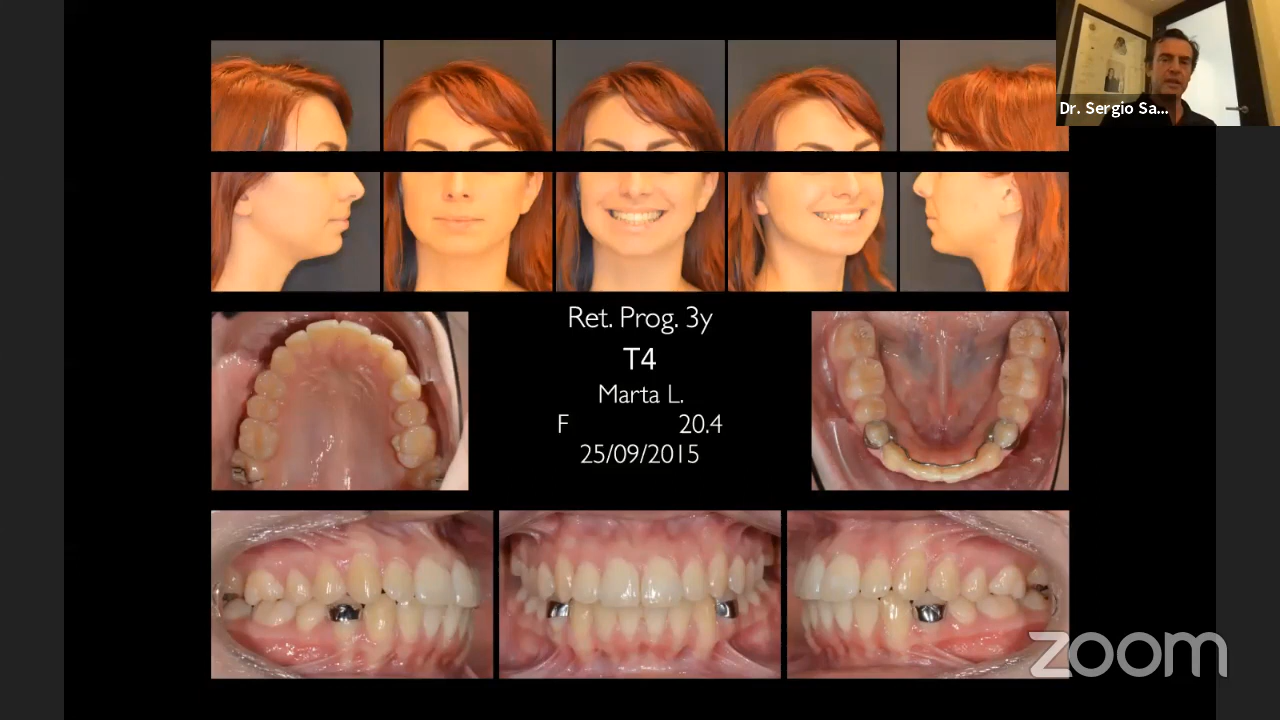 Dr. Sergio Sa...
Ret. Prog. 3y
T4
Marta L.
F 20.4
25/09/2015
zoom